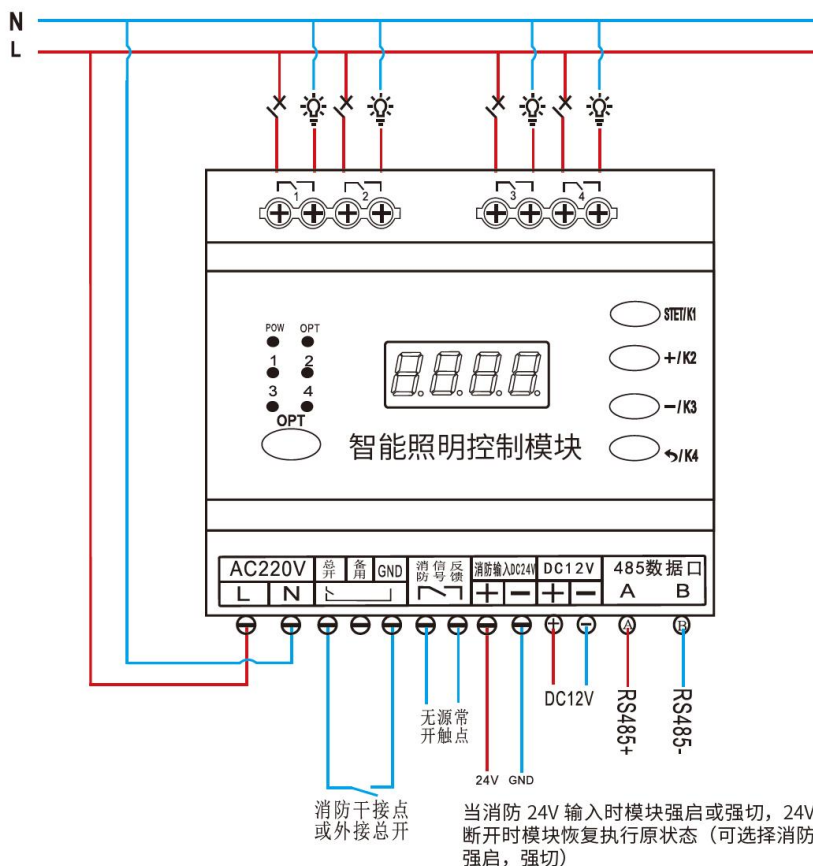 N
L
1 2 3 4
POW OPT
1 2
3 4
OPT
STET/K1
+/K2
-/K3
/K4
智能照明控制模块
AC220V 总开 备用 GND 消防信号反馈 消防输入DC24V DC12V 485数据口
L N + - + - A B
+ - A B
无源常
开触点
DC12V
RS485+
RS485-
24V GND
消防干接点
或外接总开
当消防 24V 输入时模块强启或强切，24V
断开时模块恢复执行原状态（可选择消防
强启，强切）